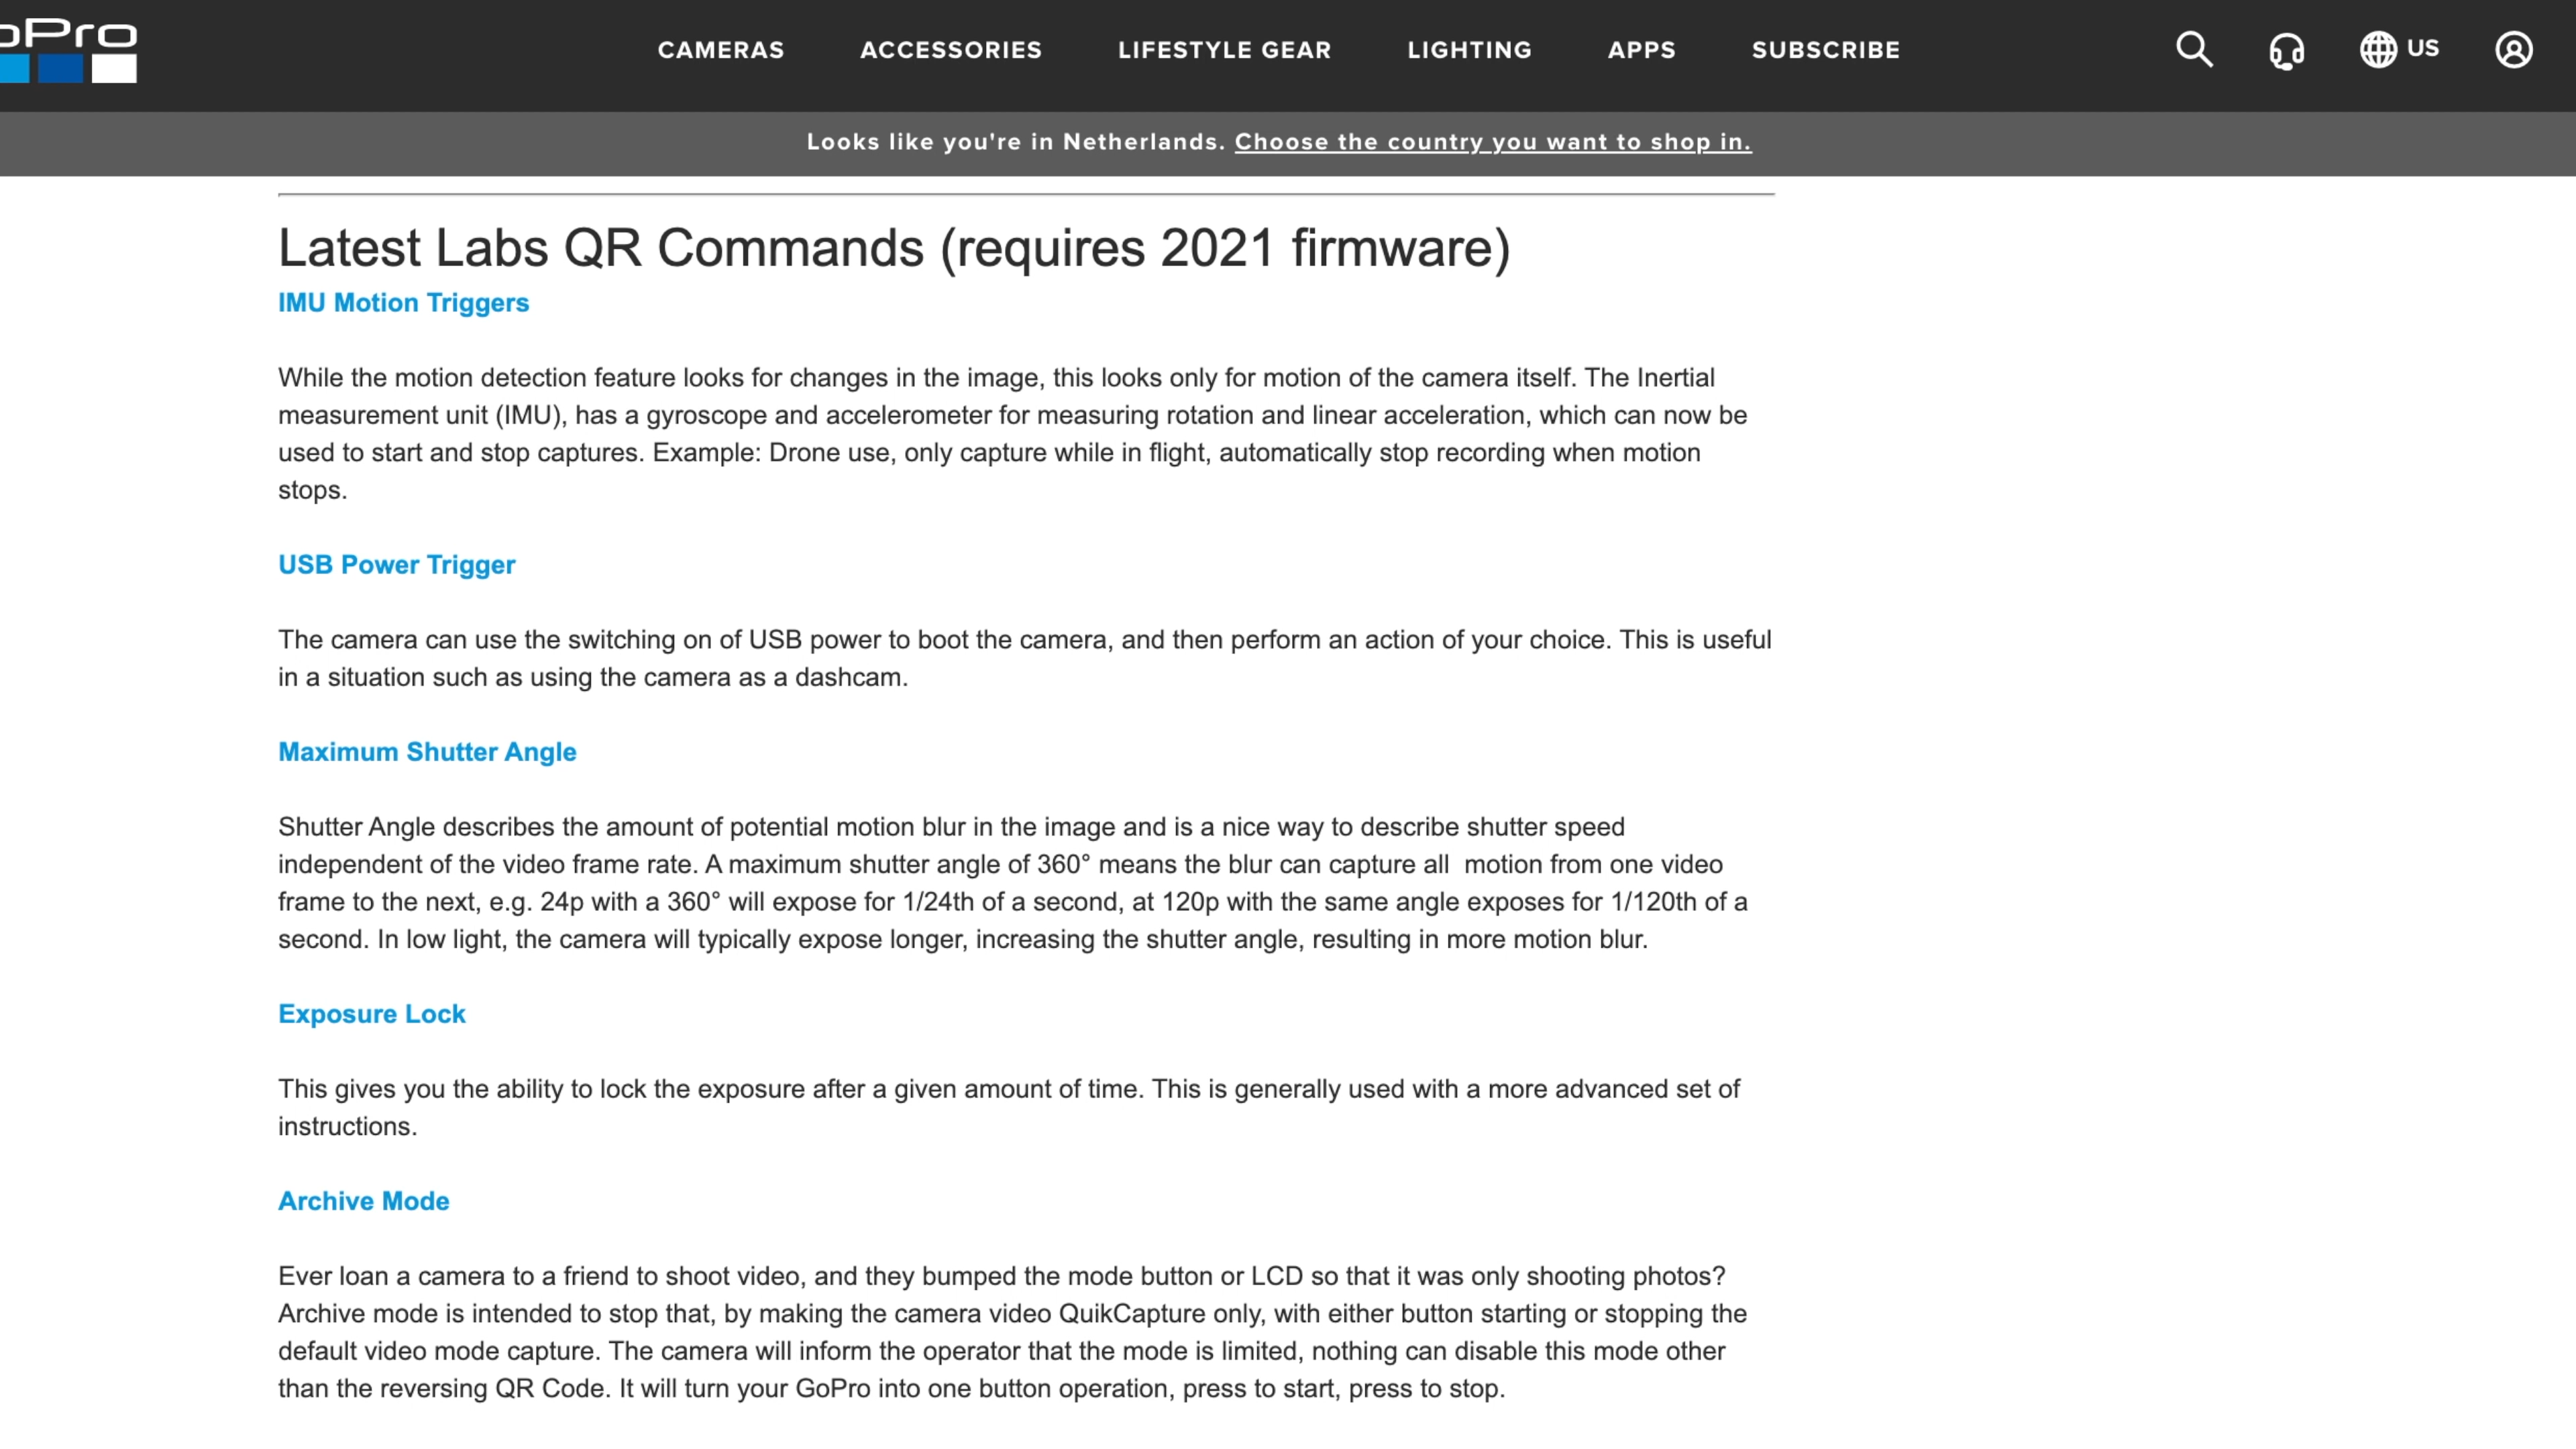 oPro
CAMERAS ACCESSORIES LIFESTYLE GEAR LIGHTING APPS SUBSCRIBE US
Looks like you're in Netherlands. Choose the country you want to shop in.
Latest Labs QR Commands (requires 2021 firmware)
IMU Motion Triggers
While the motion detection feature looks for changes in the image, this looks only for motion of the camera itself. The Inertial
measurement unit (IMU), has a gyroscope and accelerometer for measuring rotation and linear acceleration, which can now be
used to start and stop captures. Example: Drone use, only capture while in flight, automatically stop recording when motion
stops.
USB Power Trigger
The camera can use the switching on of USB power to boot the camera, and then perform an action of your choice. This is useful
in a situation such as using the camera as a dashcam.
Maximum Shutter Angle
Shutter Angle describes the amount of potential motion blur in the image and is a nice way to describe shutter speed
independent of the video frame rate. A maximum shutter angle of 360° means the blur can capture all  motion from one video
frame to the next, e.g. 24p with a 360° will expose for 1/24th of a second, at 120p with the same angle exposes for 1/120th of a
second. In low light, the camera will typically expose longer, increasing the shutter angle, resulting in more motion blur.
Exposure Lock
This gives you the ability to lock the exposure after a given amount of time. This is generally used with a more advanced set of
instructions.
Archive Mode
Ever loan a camera to a friend to shoot video, and they bumped the mode button or LCD so that it was only shooting photos?
Archive mode is intended to stop that, by making the camera video QuikCapture only, with either button starting or stopping the
default video mode capture. The camera will inform the operator that the mode is limited, nothing can disable this mode other
than the reversing QR Code. It will turn your GoPro into one button operation, press to start, press to stop.